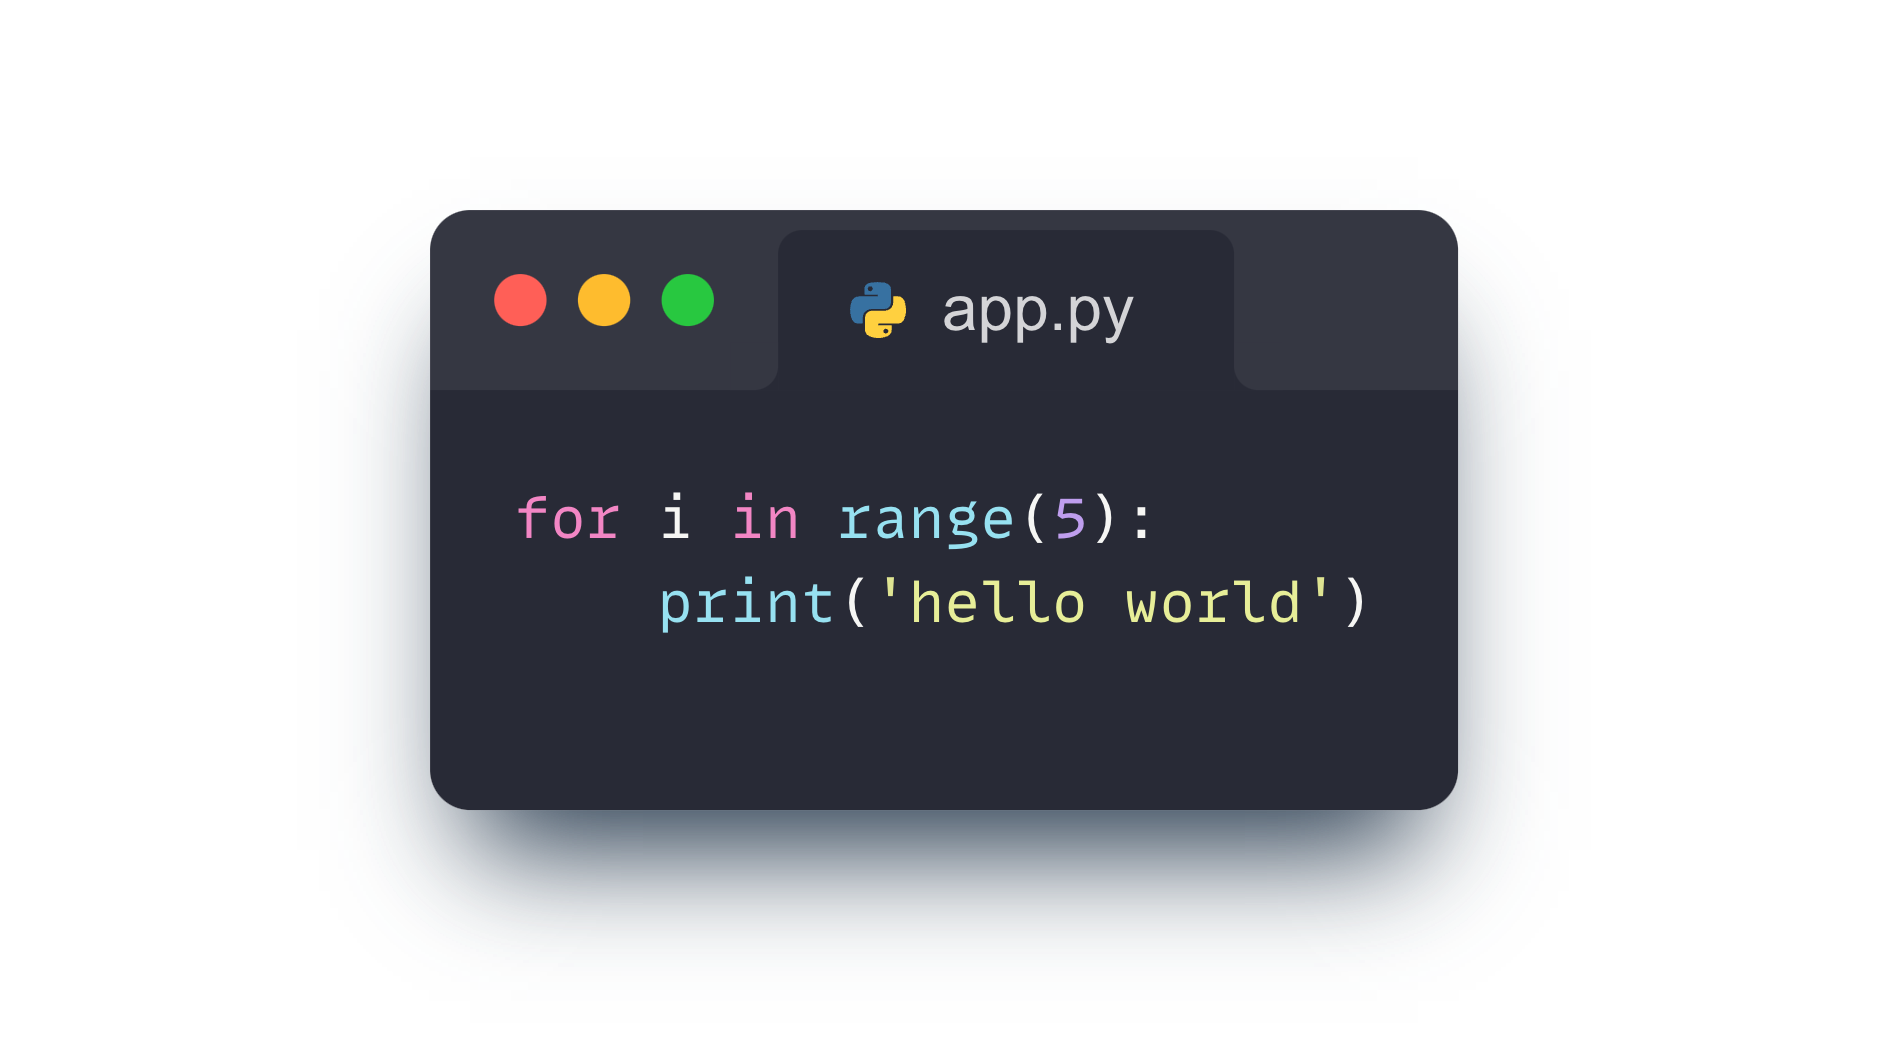 app.py
for i in range(5):
    print('hello world')